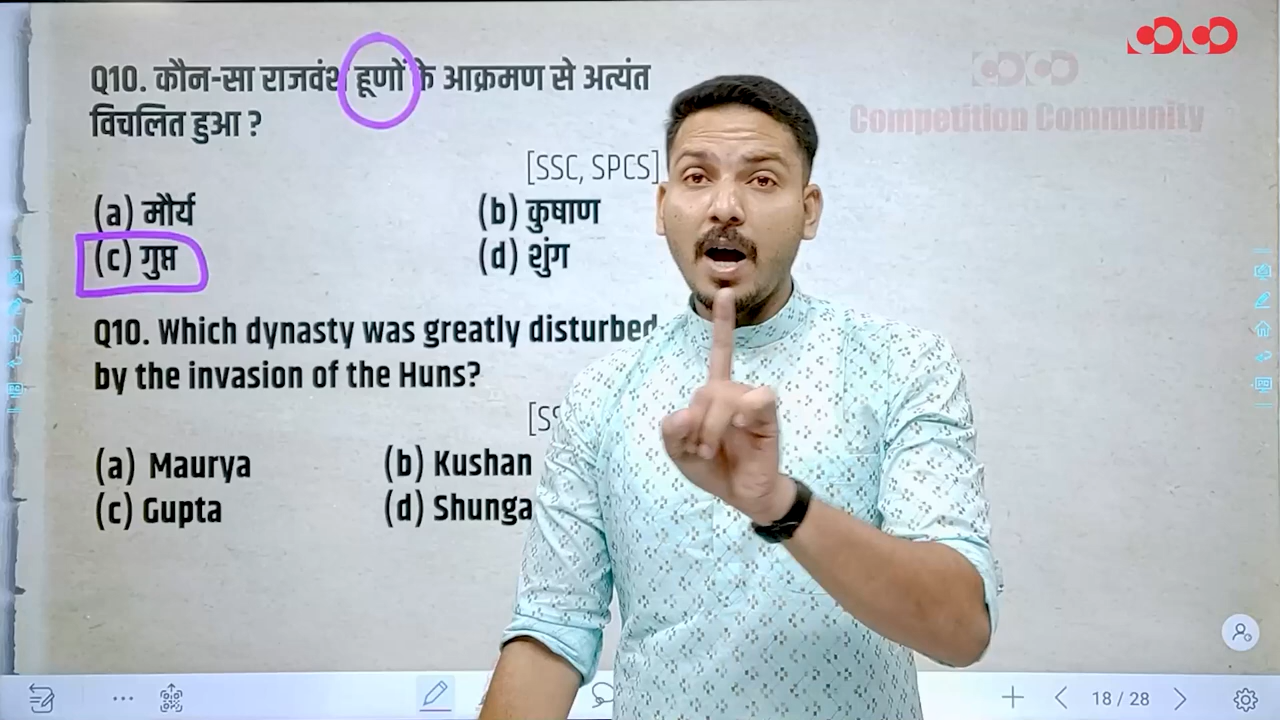 Q10. कौन-सा राजवंश हूणों के आक्रमण से अत्यंत
विचलित हुआ ?
[SSC, SPCS]
(a) मौर्य
(b) कुषाण
(c) गुप्त
(d) शुंग
Q10. Which dynasty was greatly disturbed
by the invasion of the Huns?
(a) Maurya
(b) Kushan
(c) Gupta
(d) Shunga
Competition Community
18 / 28